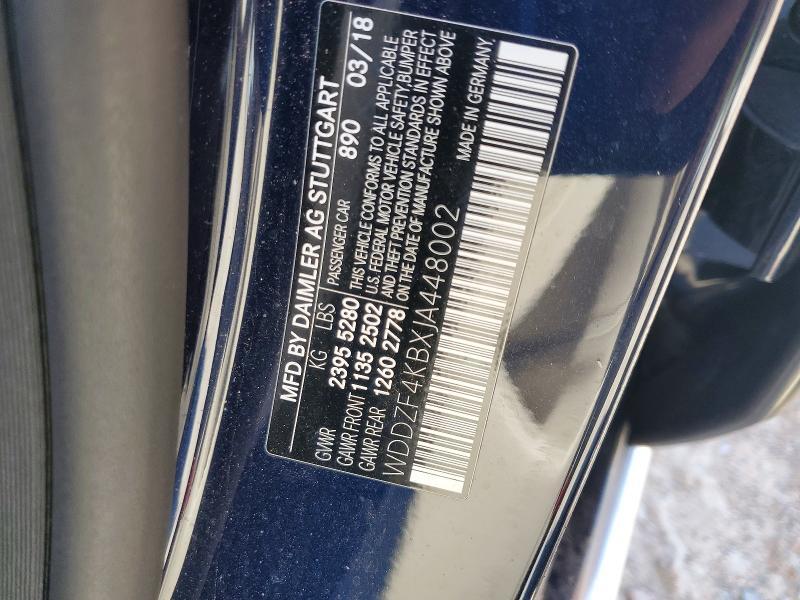 MFD BY DAIMLER AG STUTTGART
890 03/18
KG LBS PASSENGER CAR
GVWR 2395 5280 THIS VEHICLE CONFORMS TO ALL APPLICABLE
GAWR FRONT 1135 2502 U.S. FEDERAL MOTOR VEHICLE SAFETY,BUMPER
GAWR REAR 1260 2778 AND THEFT PREVENTION STANDARDS IN EFFECT
ON THE DATE OF MANUFACTURE SHOWN ABOVE
WDDZF4KBXJA448002
MADE IN GERMANY